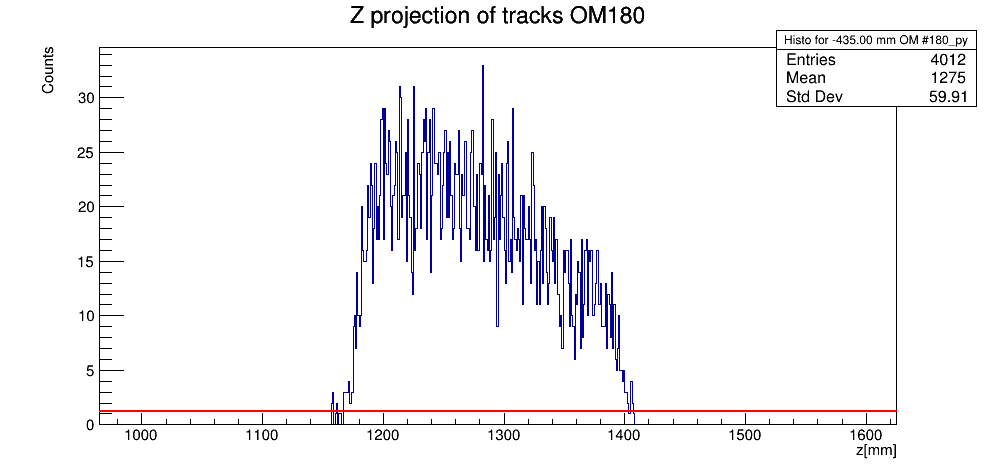 Z projection of tracks OM180
Histo for -435.00 mm OM #180_py
Entries 4012
Mean 1275
Std Dev 59.91
Counts
30
25
20
15
10
5
0
1000 1100 1200 1300 1400 1500 1600
z[mm]